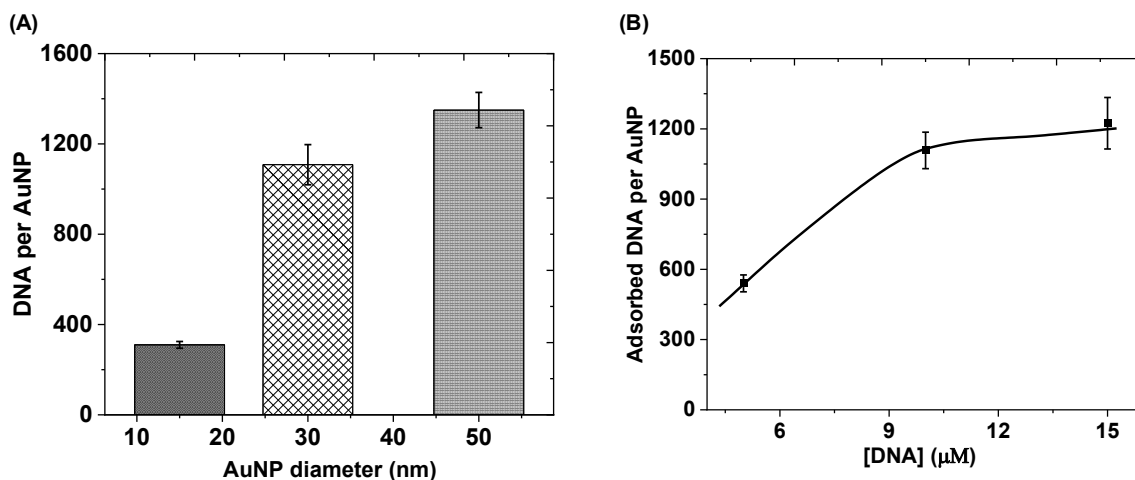 (A)
DNA per AuNP
1600
1200
800
400
0
10 20 30 40 50
AuNP diameter (nm)
(B)
Adsorbed DNA per AuNP
1500
1200
900
600
300
0
6 9 12 15
[DNA] (μM)